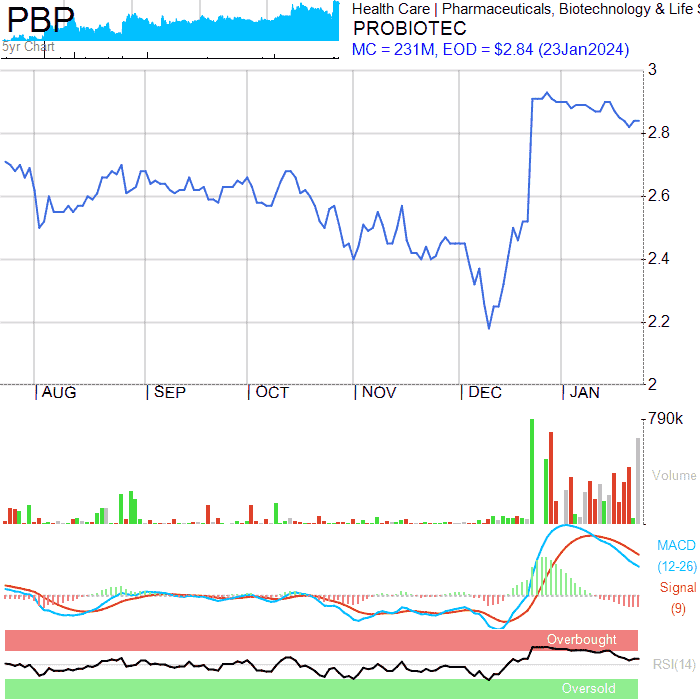 PBP
5yr Chart
Health Care | Pharmaceuticals, Biotechnology & Life S
PROBIOTEC
MC = 231M, EOD = $2.84 (23Jan2024)
3
2.8
2.6
2.4
2.2
2
AUG SEP OCT NOV DEC JAN
790k
Volume
MACD
(12-26)
Signal
(9)
Overbought
RSI(14)
Oversold